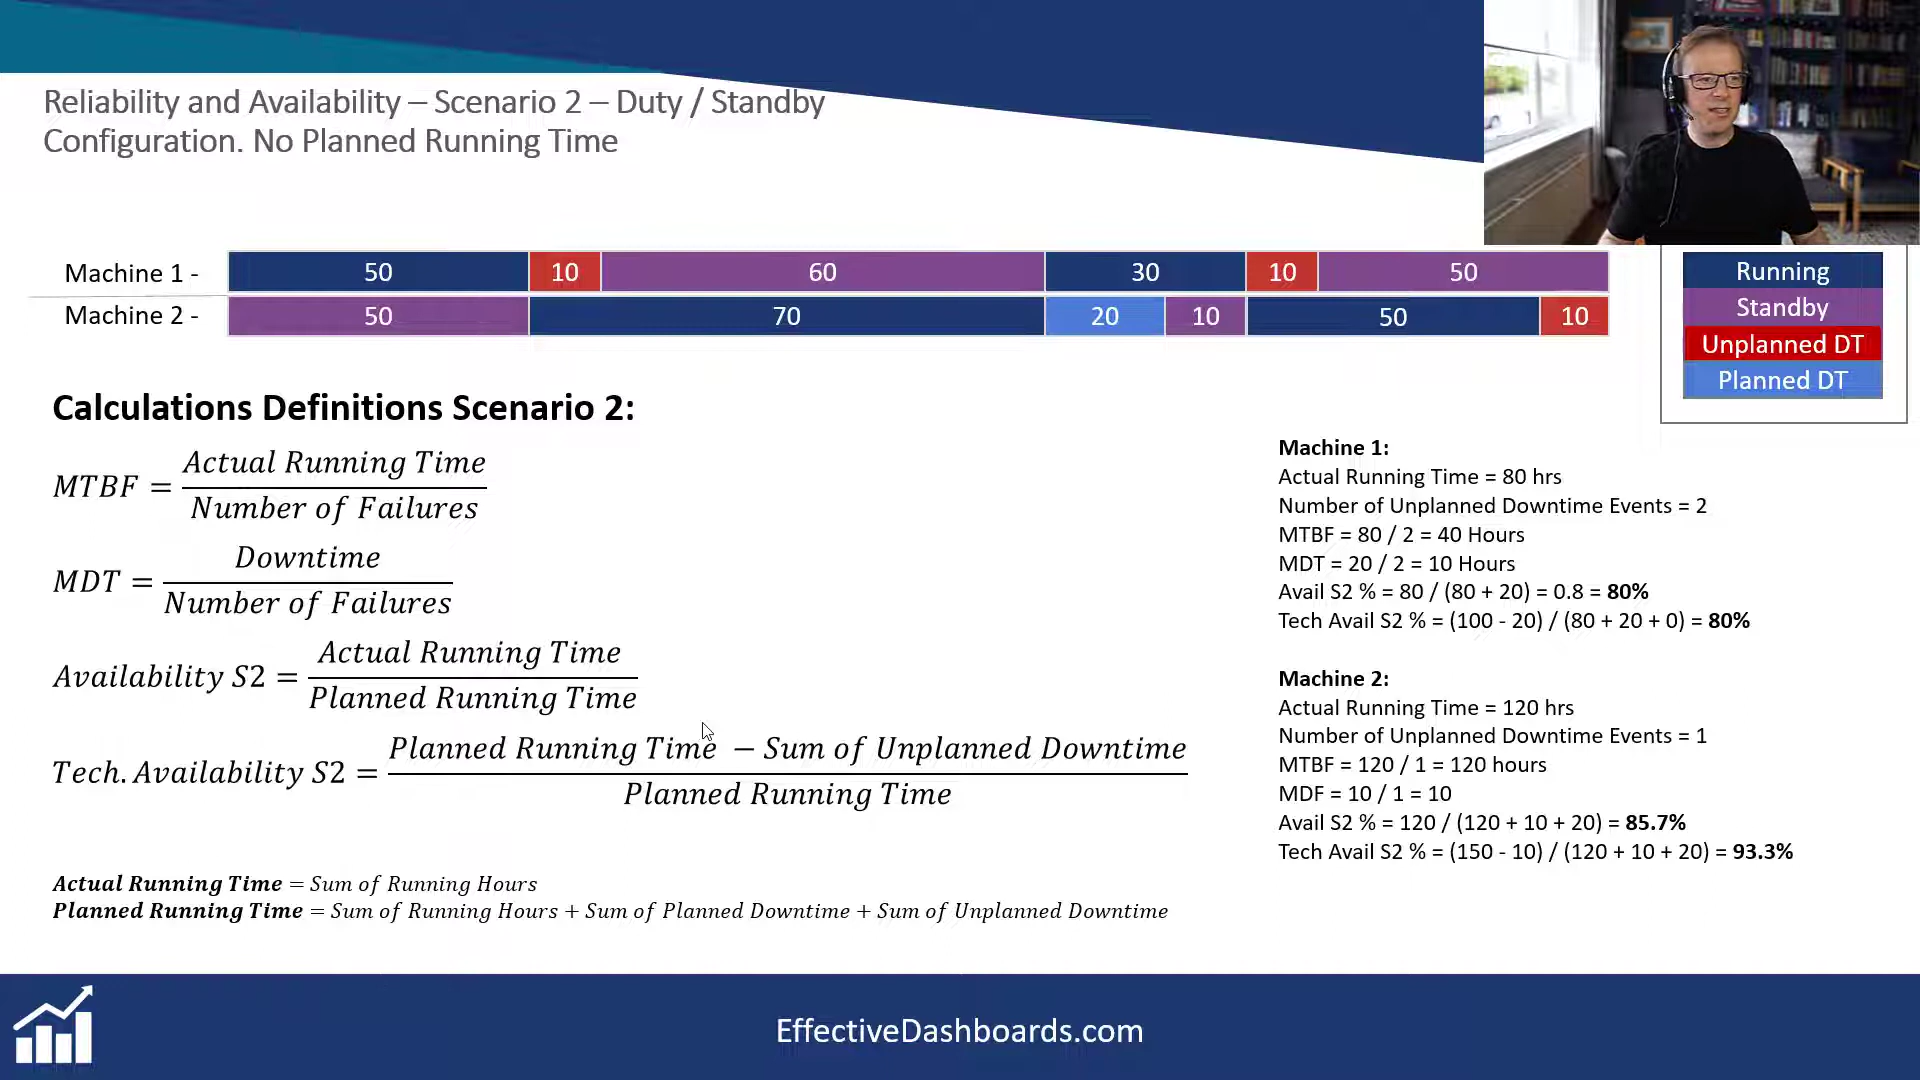 Reliability and Availability – Scenario 2 – Duty / Standby
Configuration. No Planned Running Time
Machine 1 - 50 10 60 30 10 50
Machine 2 - 50 70 20 10 50 10
Running
Standby
Unplanned DT
Planned DT
Calculations Definitions Scenario 2:
MTBF = Actual Running Time / Number of Failures
MDT = Downtime / Number of Failures
Availability S2 = Actual Running Time / Planned Running Time
Tech. Availability S2 = Planned Running Time – Sum of Unplanned Downtime / Planned Running Time
Actual Running Time = Sum of Running Hours
Planned Running Time = Sum of Running Hours + Sum of Planned Downtime + Sum of Unplanned Downtime
Machine 1:
Actual Running Time = 80 hrs
Number of Unplanned Downtime Events = 2
MTBF = 80 / 2 = 40 Hours
MDT = 20 / 2 = 10 Hours
Avail S2 % = 80 / (80 + 20) = 0.8 = 80%
Tech Avail S2 % = (100 - 20) / (80 + 20 + 0) = 80%
Machine 2:
Actual Running Time = 120 hrs
Number of Unplanned Downtime Events = 1
MTBF = 120 / 1 = 120 hours
MDF = 10 / 1 = 10
Avail S2 % = 120 / (120 + 10 + 20) = 85.7%
Tech Avail S2 % = (150 - 10) / (120 + 10 + 20) = 93.3%
EffectiveDashboards.com